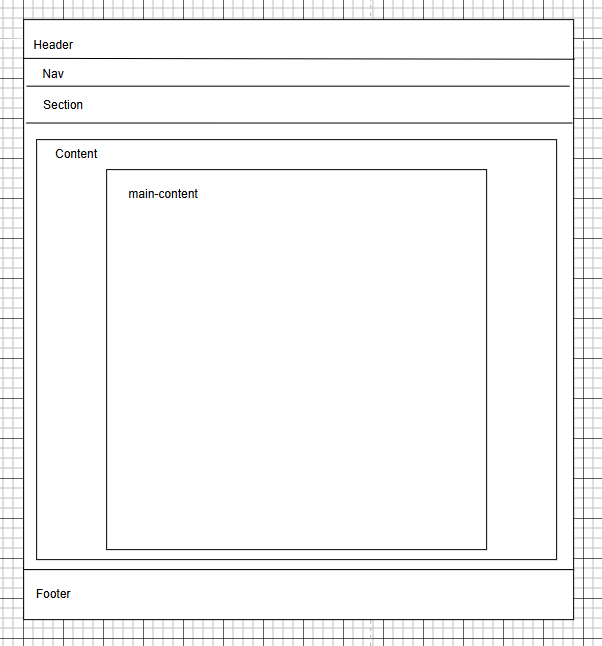 Header
Nav
Section
Content
main-content
Footer